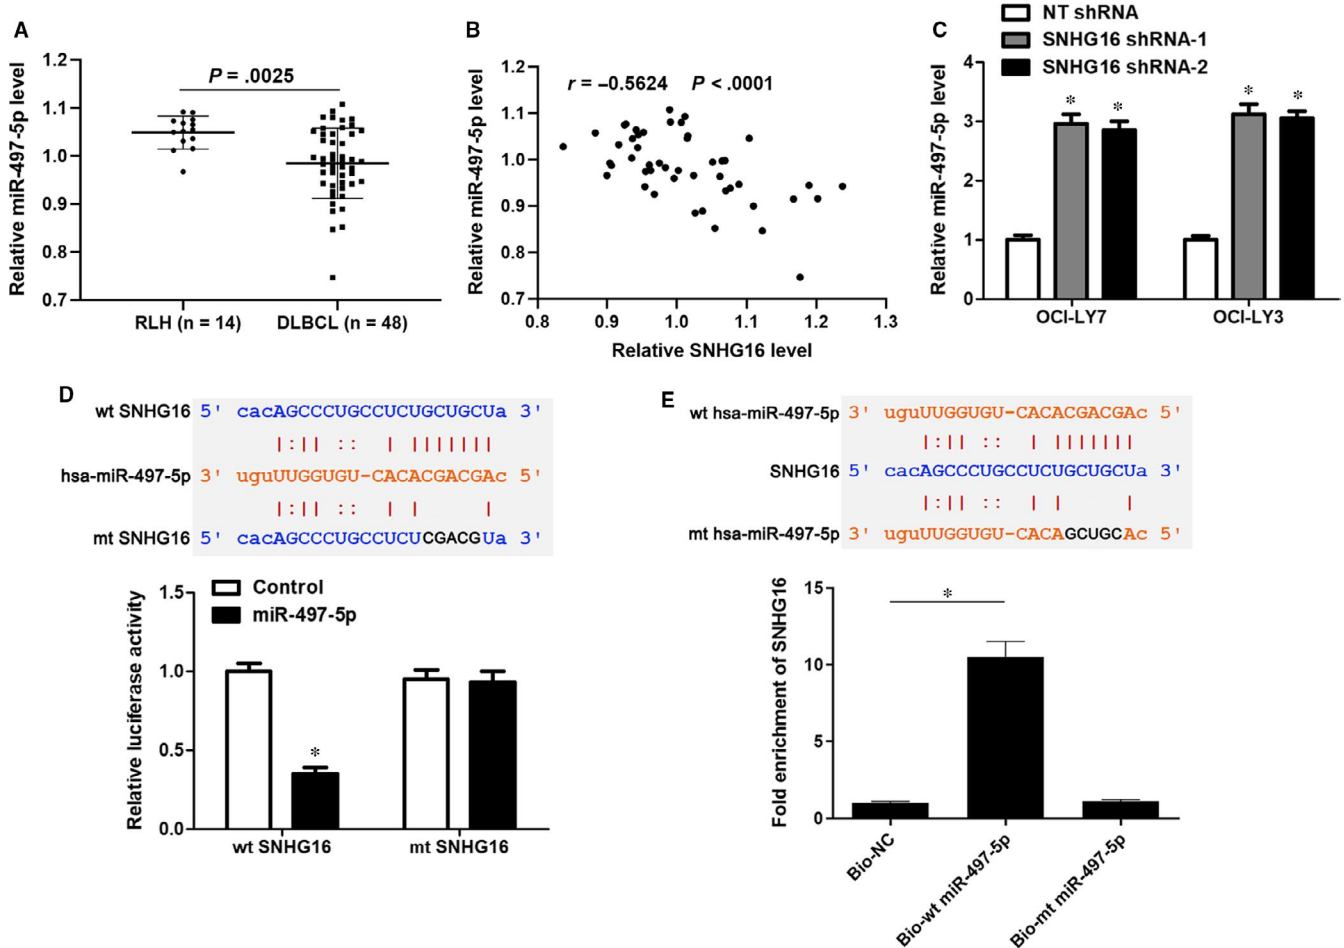 A
Relative miR-497-5p level
1.2
1.1
1.0
0.9
0.8
0.7
P = .0025
RLH (n = 14)
DLBCL (n = 48)
B
Relative miR-497-5p level
1.2
1.1
1.0
0.9
0.8
0.7
r = −0.5624 P < .0001
0.8 0.9 1.0 1.1 1.2 1.3
Relative SNHG16 level
C
NT shRNA
SNHG16 shRNA-1
SNHG16 shRNA-2
Relative miR-497-5p level
4
3
2
1
0
* * * *
OCI-LY7 OCI-LY3
D
wt SNHG16 5' cacAGCCCUGCCUCUGCUGCUa 3'
hsa-miR-497-5p 3' uguUUGGUGU-CACACGACGAc 5'
mt SNHG16 5' cacAGCCCUGCCUCUCGACGUa 3'
Control
miR-497-5p
Relative luciferase activity
1.5
1.0
0.5
0.0
*
wt SNHG16 mt SNHG16
E
wt hsa-miR-497-5p 3' uguUUGGUGU-CACACGACGAc 5'
SNHG16 5' cacAGCCCUGCCUCUGCUGCUa 3'
mt hsa-miR-497-5p 3' uguUUGGUGU-CACAGCUGCAc 5'
Fold enrichment of SNHG16
15
10
5
0
*
Bio-NC
Bio-wt miR-497-5p
Bio-mt miR-497-5p